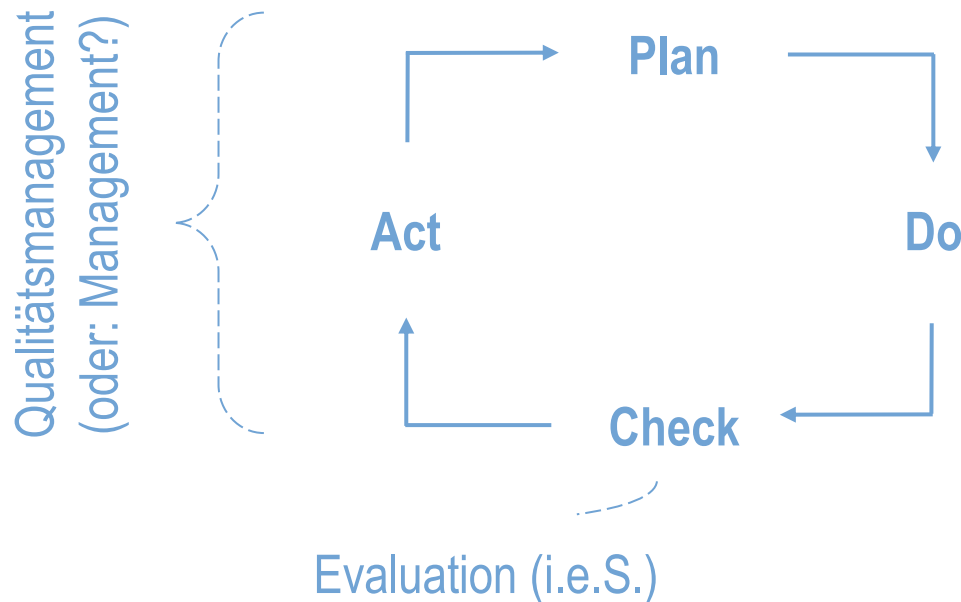 Qualitätsmanagement
(oder: Management?)
Plan
Act
Do
Check
Evaluation (i.e.S.)